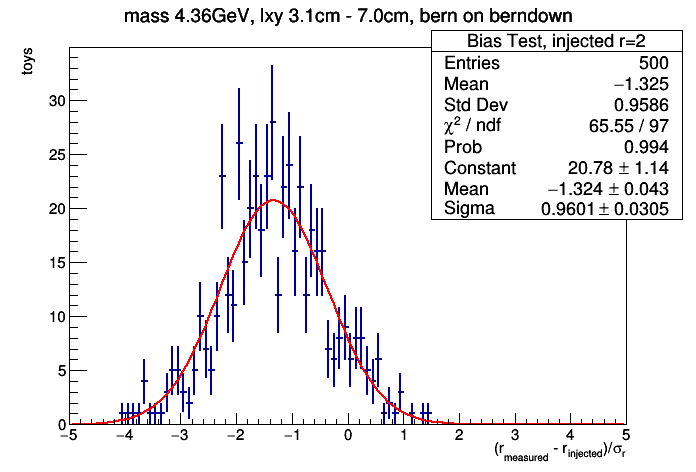 mass 4.36GeV, lxy 3.1cm - 7.0cm, bern on berndown
Bias Test, injected r=2
Entries 500
Mean −1.325
Std Dev 0.9586
χ² / ndf 65.55 / 97
Prob 0.994
Constant 20.78 ± 1.14
Mean −1.324 ± 0.043
Sigma 0.9601 ± 0.0305
toys
30
25
20
15
10
5
0
−5 −4 −3 −2 −1 0 1 2 3 4 5
(r_measured - r_injected)/σ_r